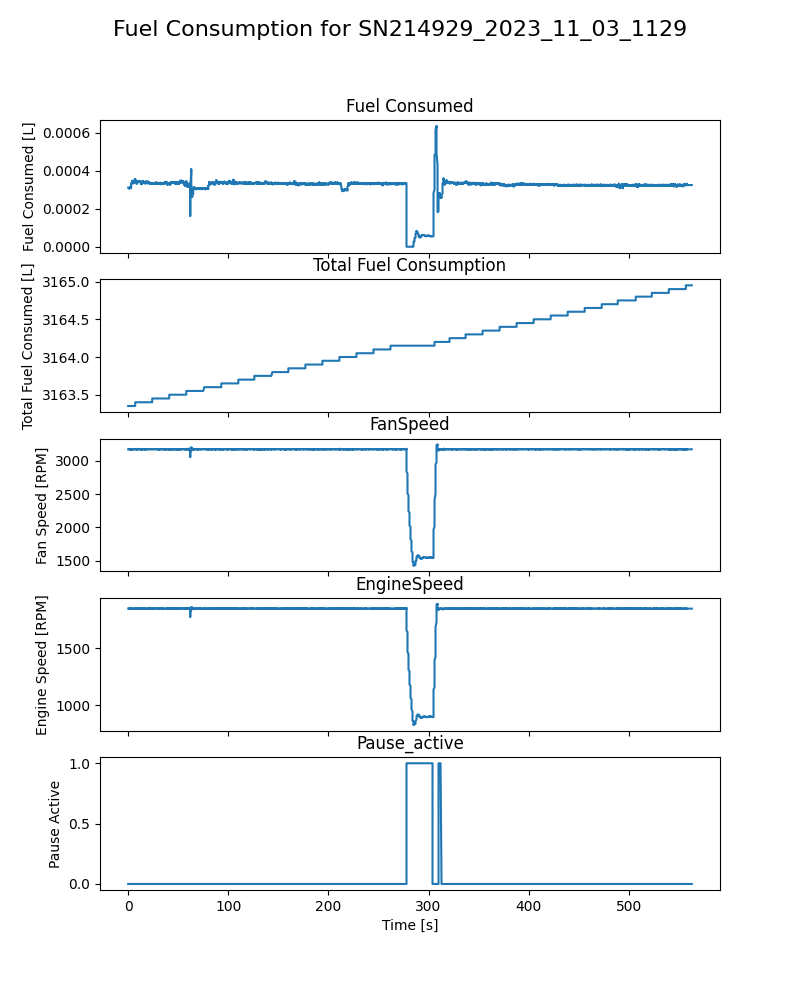 Fuel Consumption for SN214929_2023_11_03_1129
Fuel Consumed
Fuel Consumed [L]
0.0006
0.0004
0.0002
0.0000
Total Fuel Consumption
Total Fuel Consumed [L]
3165.0
3164.5
3164.0
3163.5
FanSpeed
Fan Speed [RPM]
3000
2500
2000
1500
EngineSpeed
Engine Speed [RPM]
1500
1000
Pause_active
Pause Active
1.0
0.5
0.0
0 100 200 300 400 500
Time [s]